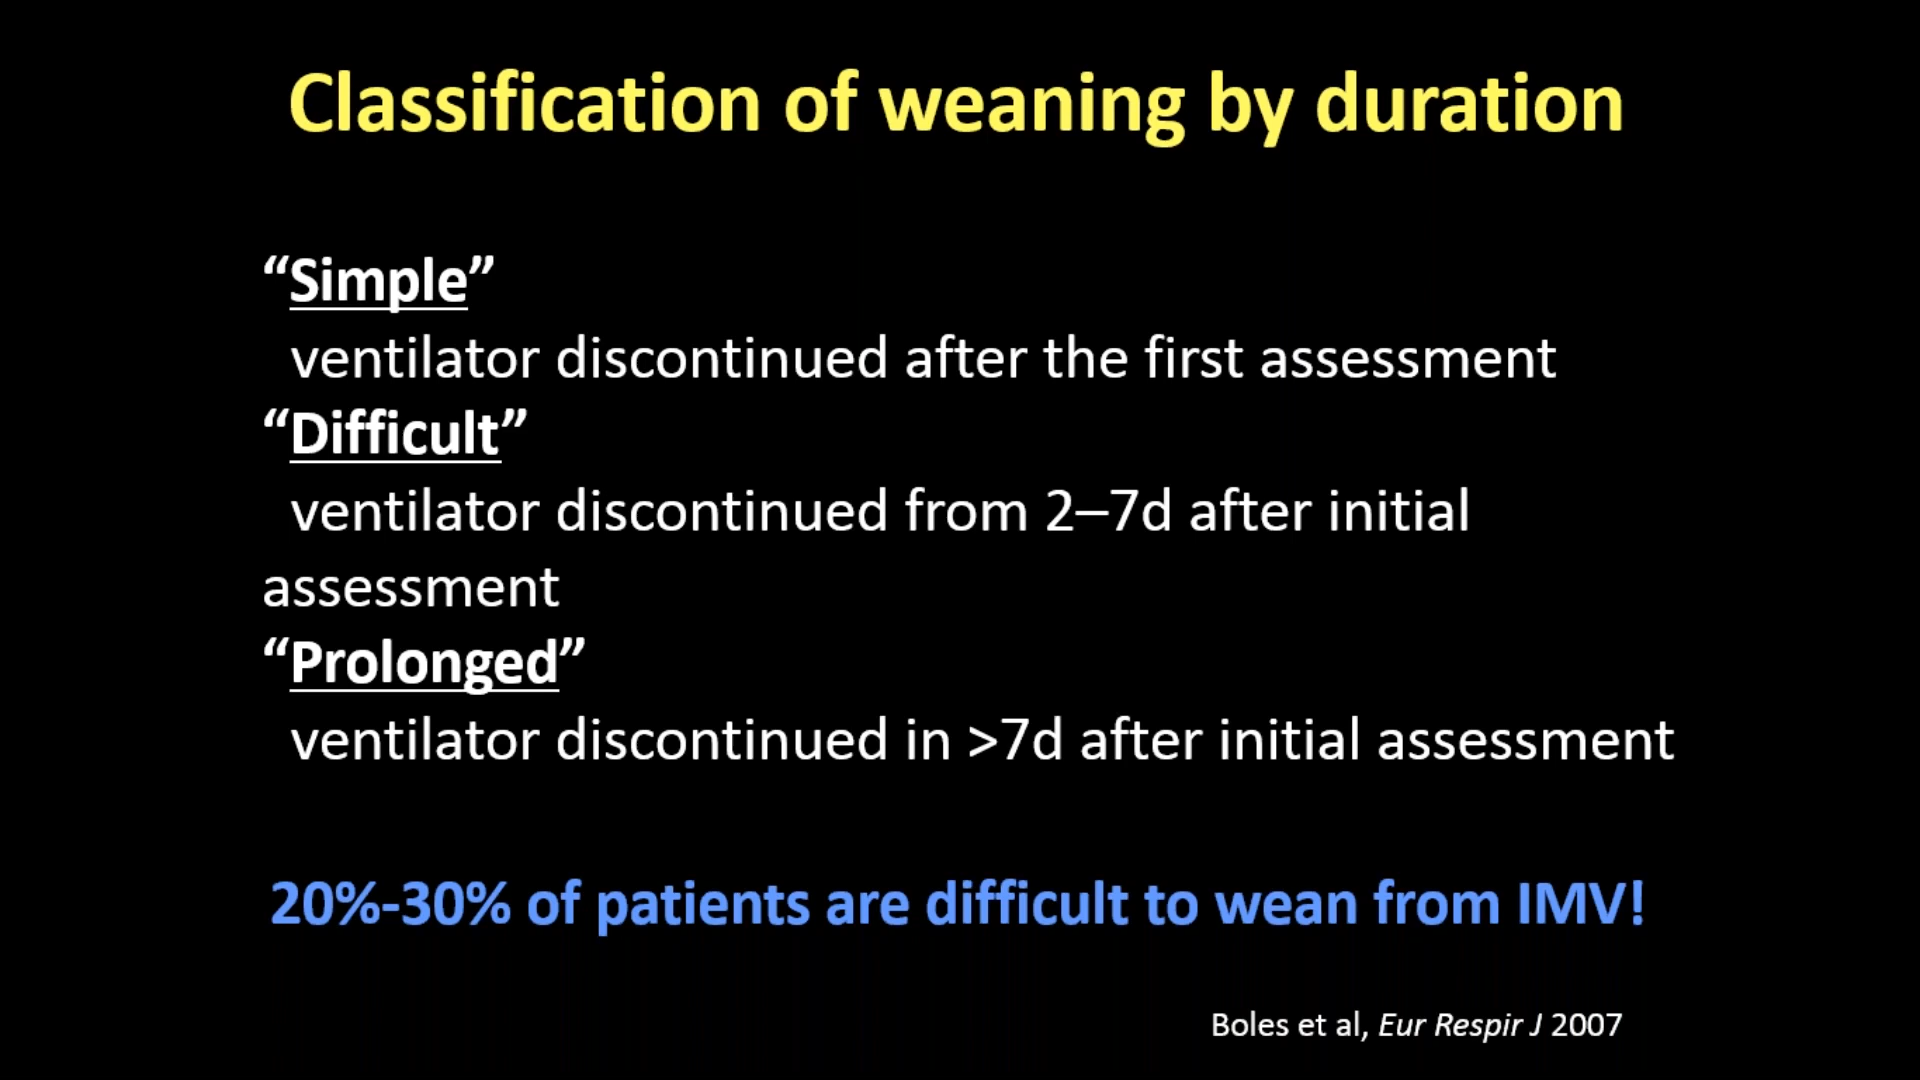 Classification of weaning by duration
“Simple”
ventilator discontinued after the first assessment
“Difficult”
ventilator discontinued from 2–7d after initial
assessment
“Prolonged”
ventilator discontinued in >7d after initial assessment
20%-30% of patients are difficult to wean from IMV!
Boles et al, Eur Respir J 2007